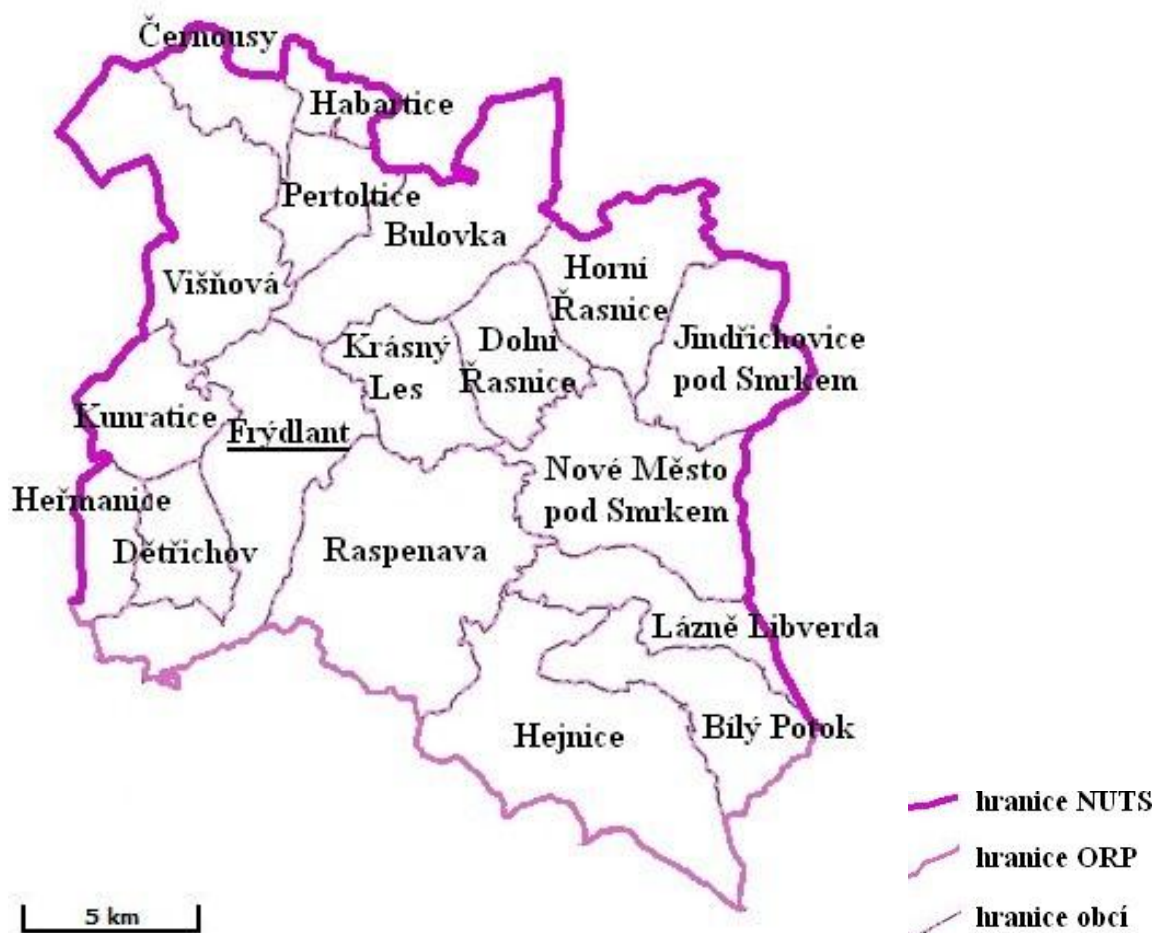 Černousy
Habartice
Pertoltice
Bulovka
Višňová
Horní
Řasnice
Jindřichovice
pod Smrkem
Krásný
Les
Dolní
Řasnice
Kunratice
Frýdlant
Nové Město
pod Smrkem
Heřmanice
Dětřichov
Raspenava
Lázně Libverda
Bílý Potok
Hejnice
hranice NUTS
hranice ORP
hranice obcí
5 km